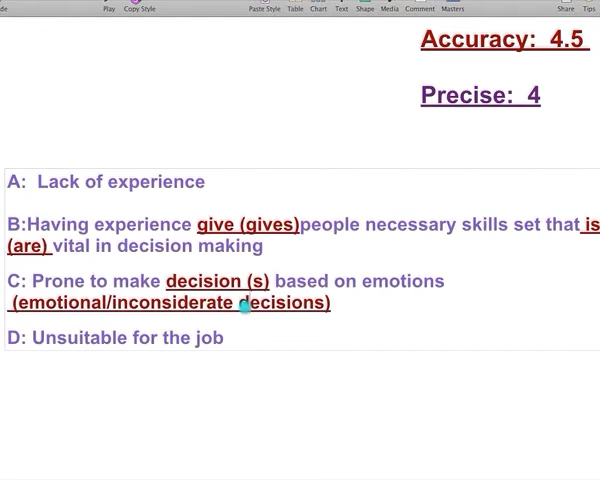 de Play Copy Style Paste Style Table Chart Text Shape Media Comment Masters Share Tips
Accuracy:  4.5
Precise:  4
A:  Lack of experience
B:Having experience give (gives)people necessary skills set that is
(are) vital in decision making
C: Prone to make decision (s) based on emotions
(emotional/inconsiderate decisions)
D: Unsuitable for the job